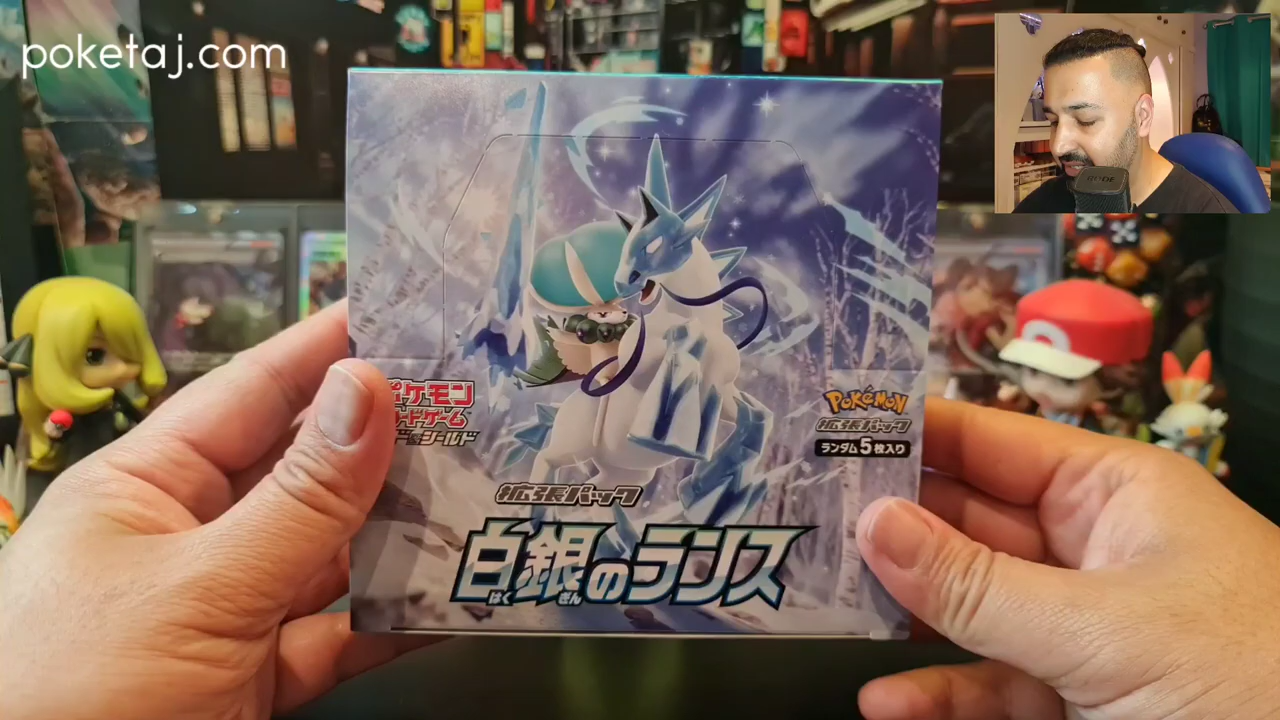 poketaj.com
RODE
ポケモン
カードゲーム
ド&シールド
POKéMON
拡張パック
ランダム5枚入り
拡張パック
白銀のランス
はく ぎん